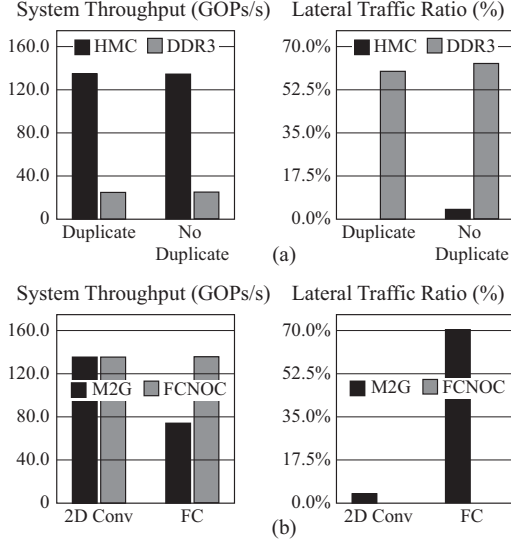 System Throughput (GOPs/s)
Lateral Traffic Ratio (%)
HMC DDR3
160.0
120.0
80.0
40.0
0
Duplicate
No
Duplicate
HMC DDR3
70.0%
52.5%
35.0%
17.5%
0.0%
Duplicate
No
Duplicate
(a)
System Throughput (GOPs/s)
Lateral Traffic Ratio (%)
160.0
120.0
80.0
40.0
0
M2G FCNOC
2D Conv
FC
70.0%
52.5%
35.0%
17.5%
0.0%
M2G FCNOC
2D Conv
FC
(b)